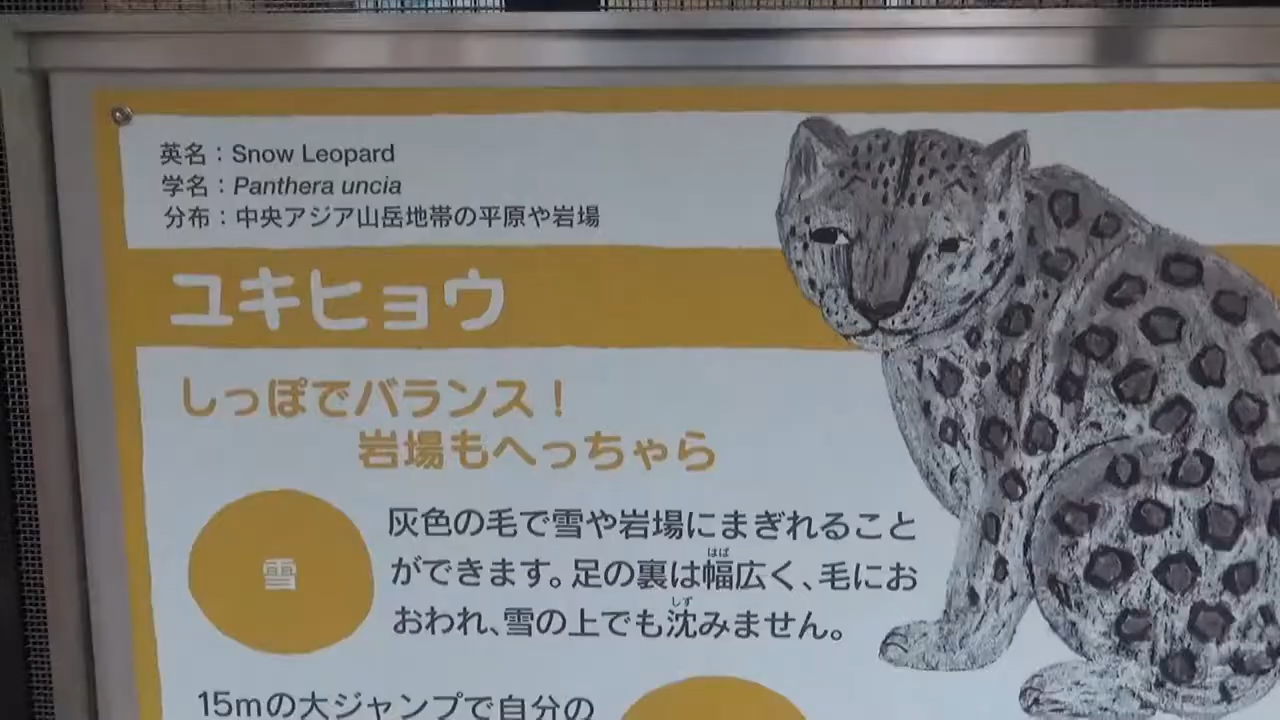 英名：Snow Leopard
学名：Panthera uncia
分布：中央アジア山岳地帯の平原や岩場
ユキヒョウ
しっぽでバランス！
岩場もへっちゃら
雪
灰色の毛で雪や岩場にまぎれること
ができます。足の裏は幅広く、毛にお
おわれ、雪の上でも沈みません。
はば
しず
15mの大ジャンプで自分の